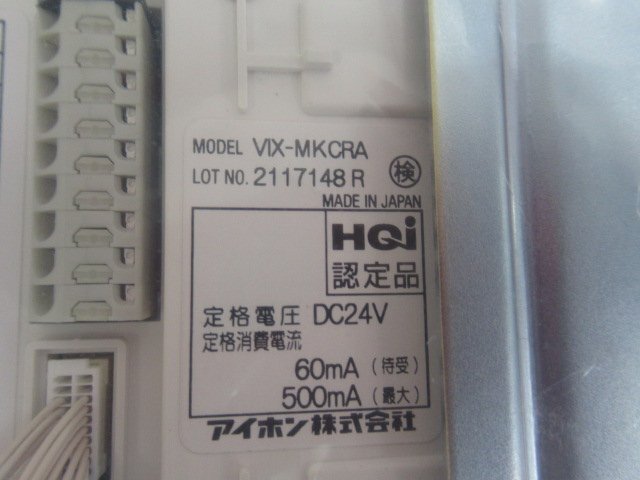 MODEL VIX-MKCRA
LOT NO. 2117148 R 検
MADE IN JAPAN
HQi
認定品
定格電圧 DC24V
定格消費電流
60mA (待受)
500mA (最大)
アイホン株式会社